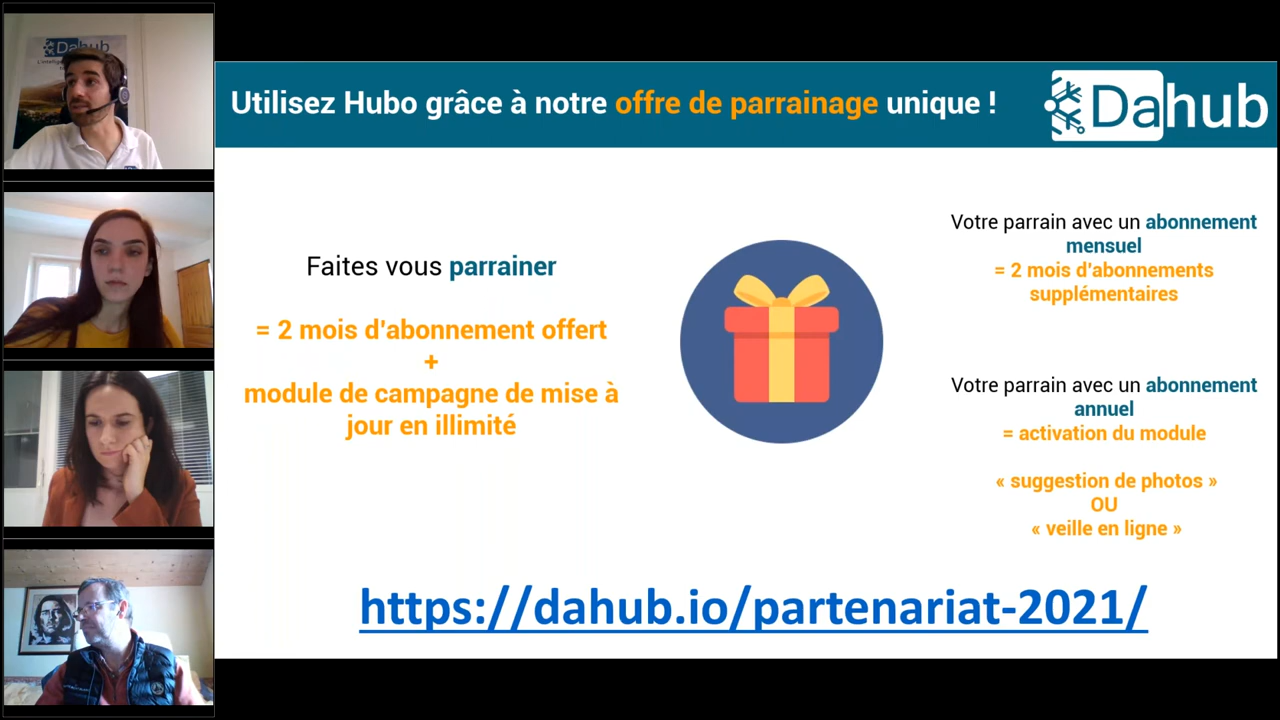 Dahub
Utilisez Hubo grâce à notre offre de parrainage unique !
Dahub
Faites vous parrainer
= 2 mois d'abonnement offert
+
module de campagne de mise à
jour en illimité
Votre parrain avec un abonnement
mensuel
= 2 mois d'abonnements
supplémentaires
Votre parrain avec un abonnement
annuel
= activation du module
« suggestion de photos »
OU
« veille en ligne »
https://dahub.io/partenariat-2021/